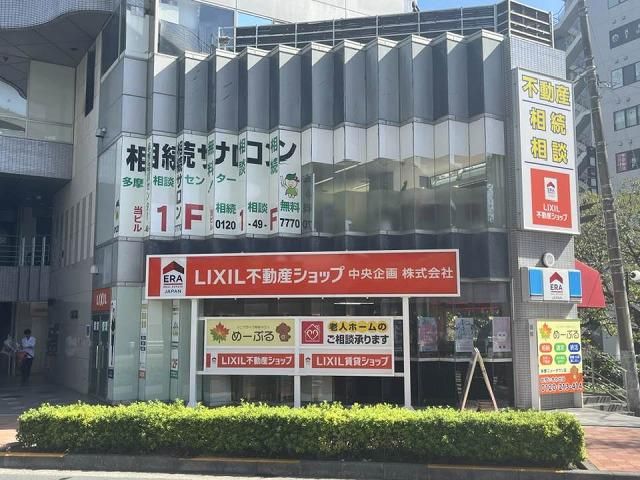 相続サロン
多摩 相談センター
当ビル
1F
相続 相談 無料
0120 -49- 7770
不動産
相続
相談
ERA
LIXIL
不動産ショップ
ERA
JAPAN
LIXIL不動産ショップ 中央企画 株式会社
ERA
JAPAN
めーぷる
老人ホームの
ご相談承ります
LIXIL不動産ショップ
LIXIL賃貸ショップ
LIXIL
2F
めーぷる